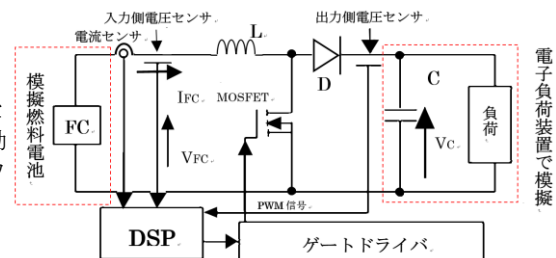 入力側電圧センサ
出力側電圧センサ
電流センサ
L
D
C
模擬燃料電池
FC
IFC
MOSFET
VFC
VC
負荷
電子負荷装置で模擬
PWM 信号
DSP
ゲートドライバ